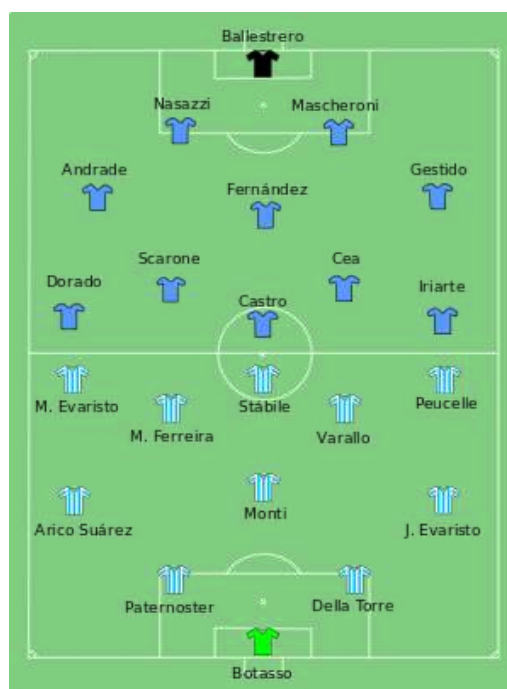 Ballestrero
Nasazzi
Mascheroni
Andrade
Gestido
Fernández
Scarone
Cea
Dorado
Iriarte
Castro
M. Evaristo
Stábile
Peucelle
M. Ferreira
Varallo
Monti
Arico Suárez
J. Evaristo
Paternoster
Della Torre
Botasso